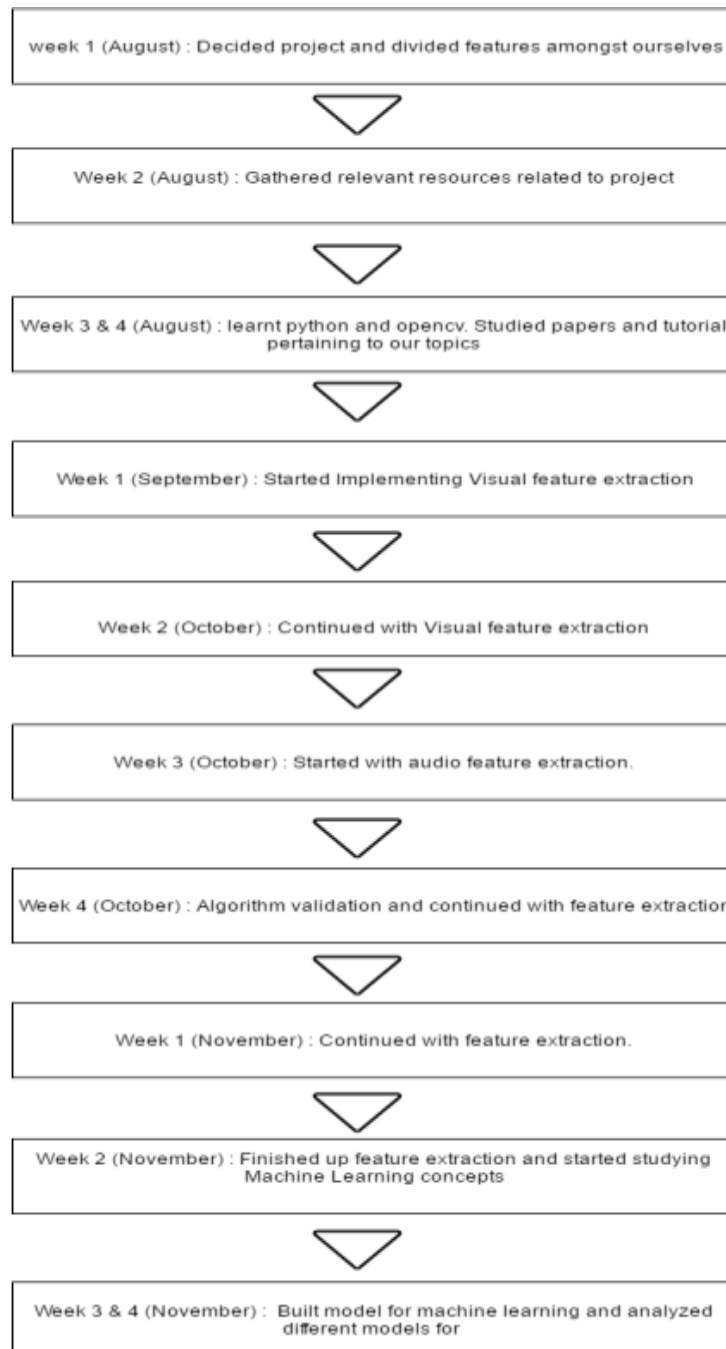 week 1 (August) : Decided project and divided features amongst ourselves
Week 2 (August) : Gathered relevant resources related to project
Week 3 & 4 (August) : learnt python and opencv. Studied papers and tutorial
pertaining to our topics
Week 1 (September) : Started Implementing Visual feature extraction
Week 2 (October) : Continued with Visual feature extraction
Week 3 (October) : Started with audio feature extraction.
Week 4 (October) : Algorithm validation and continued with feature extraction
Week 1 (November) : Continued with feature extraction.
Week 2 (November) : Finished up feature extraction and started studying
Machine Learning concepts
Week 3 & 4 (November) : Built model for machine learning and analyzed
different models for